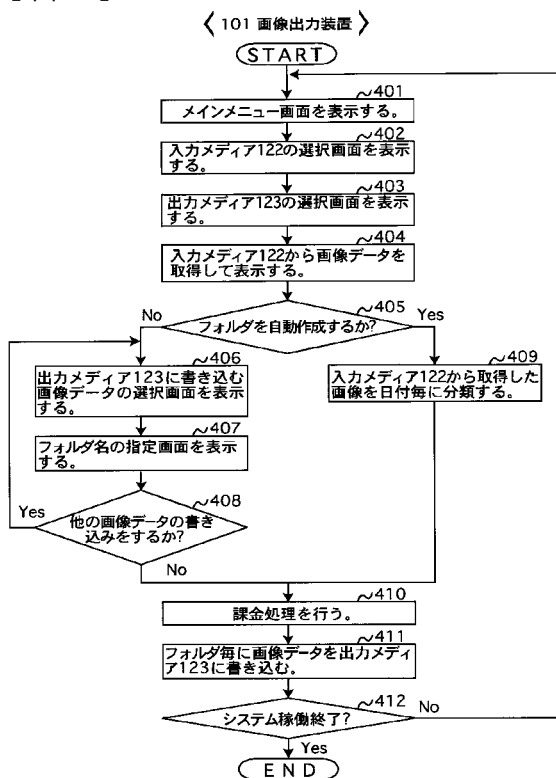 〈 101 画像出力装置 〉
START
～401
メインメニュー画面を表示する。
～402
入力メディア122の選択画面を表示
する。
～403
出力メディア123の選択画面を表示
する。
～404
入力メディア122から画像データを
取得して表示する。
～405
No
Yes
フォルダを自動作成するか?
～406
出力メディア123に書き込む
画像データの選択画面を表示
する。
～409
入力メディア122から取得した
画像を日付毎に分類する。
～407
フォルダ名の指定画面を表示
する。
～408
Yes
他の画像データの書き
込みをするか?
No
～410
課金処理を行う。
～411
フォルダ毎に画像データを出力メディ
ア123に書き込む。
～412
システム稼働終了?
No
Yes
END